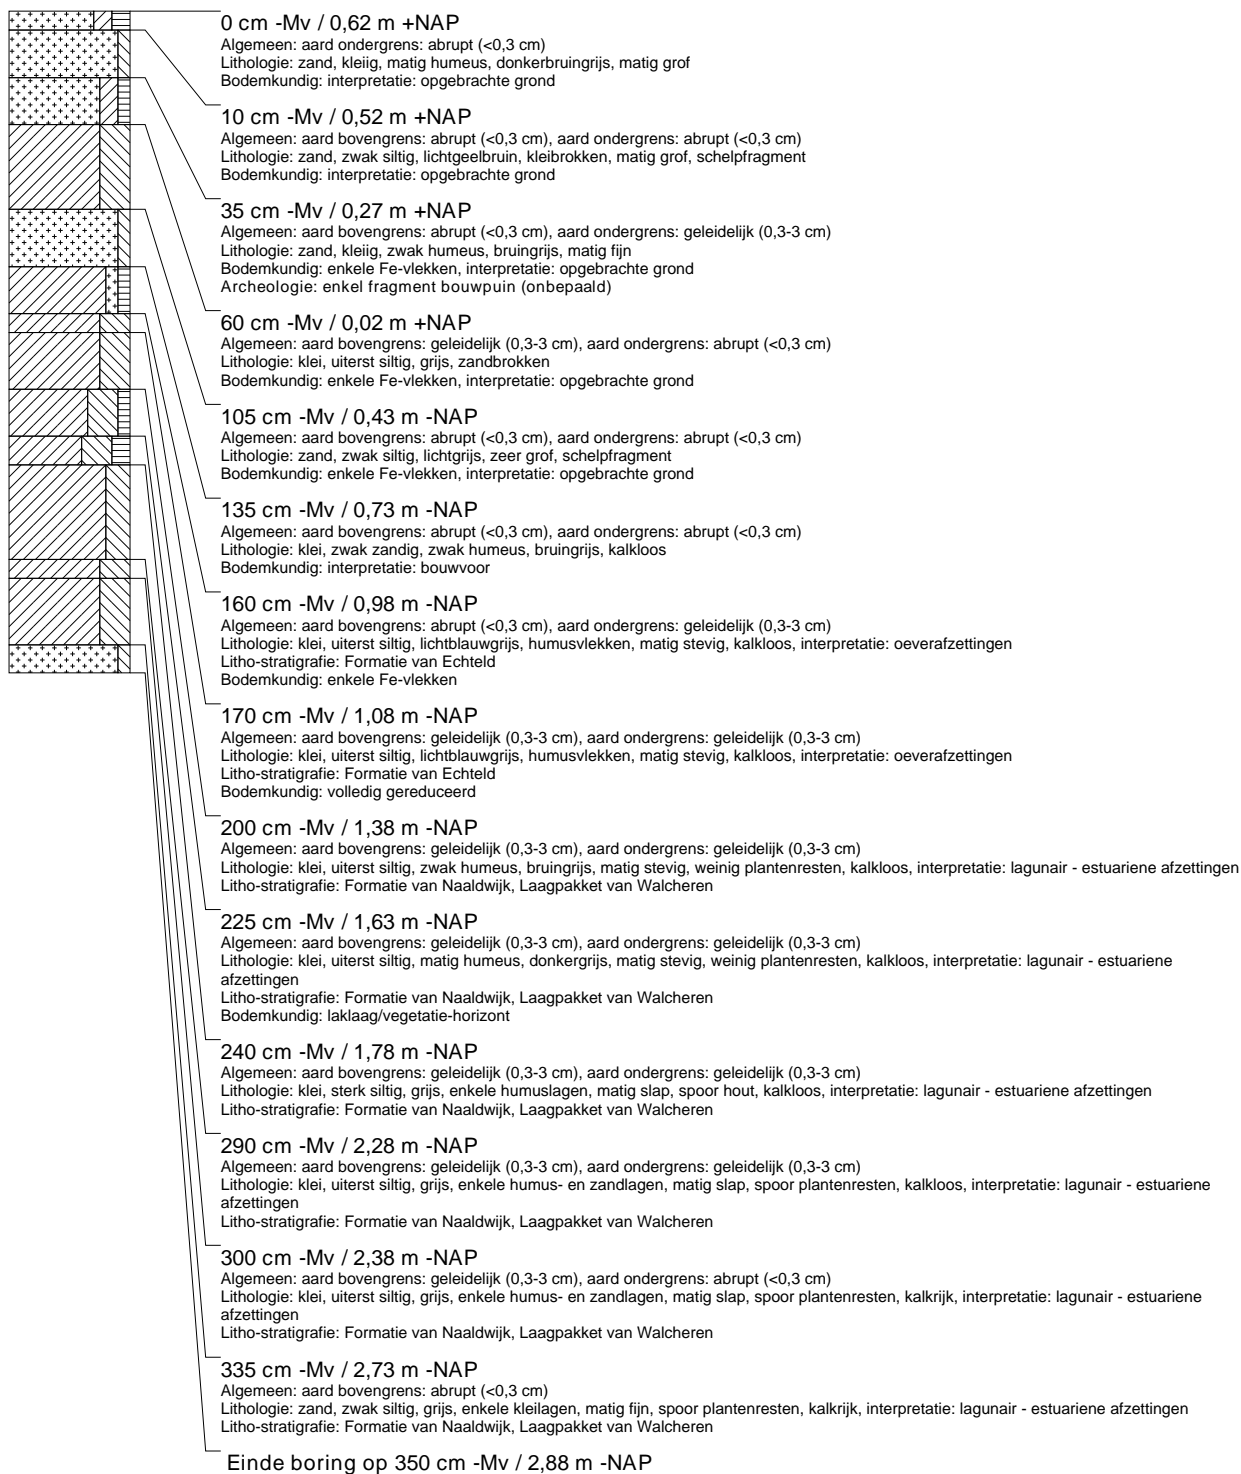 0 cm -Mv / 0,62 m +NAP
Algemeen: aard ondergrens: abrupt (<0,3 cm)
Lithologie: zand, kleiig, matig humeus, donkerbruingrijs, matig grof
Bodemkundig: interpretatie: opgebrachte grond
10 cm -Mv / 0,52 m +NAP
Algemeen: aard bovengrens: abrupt (<0,3 cm), aard ondergrens: abrupt (<0,3 cm)
Lithologie: zand, zwak siltig, lichtgeelbruin, kleibrokken, matig grof, schelpfragment
Bodemkundig: interpretatie: opgebrachte grond
35 cm -Mv / 0,27 m +NAP
Algemeen: aard bovengrens: abrupt (<0,3 cm), aard ondergrens: geleidelijk (0,3-3 cm)
Lithologie: zand, kleiig, zwak humeus, bruingrijs, matig fijn
Bodemkundig: enkele Fe-vlekken, interpretatie: opgebrachte grond
Archeologie: enkel fragment bouwpuin (onbepaald)
60 cm -Mv / 0,02 m +NAP
Algemeen: aard bovengrens: geleidelijk (0,3-3 cm), aard ondergrens: abrupt (<0,3 cm)
Lithologie: klei, uiterst siltig, grijs, zandbrokken
Bodemkundig: enkele Fe-vlekken, interpretatie: opgebrachte grond
105 cm -Mv / 0,43 m -NAP
Algemeen: aard bovengrens: abrupt (<0,3 cm), aard ondergrens: abrupt (<0,3 cm)
Lithologie: zand, zwak siltig, lichtgrijs, zeer grof, schelpfragment
Bodemkundig: enkele Fe-vlekken, interpretatie: opgebrachte grond
135 cm -Mv / 0,73 m -NAP
Algemeen: aard bovengrens: abrupt (<0,3 cm), aard ondergrens: abrupt (<0,3 cm)
Lithologie: klei, zwak zandig, zwak humeus, bruingrijs, kalkloos
Bodemkundig: interpretatie: bouwvoor
160 cm -Mv / 0,98 m -NAP
Algemeen: aard bovengrens: abrupt (<0,3 cm), aard ondergrens: geleidelijk (0,3-3 cm)
Lithologie: klei, uiterst siltig, lichtblauwgrijs, humusvlekken, matig stevig, kalkloos, interpretatie: oeverafzettingen
Litho-stratigrafie: Formatie van Echteld
Bodemkundig: enkele Fe-vlekken
170 cm -Mv / 1,08 m -NAP
Algemeen: aard bovengrens: geleidelijk (0,3-3 cm), aard ondergrens: geleidelijk (0,3-3 cm)
Lithologie: klei, uiterst siltig, lichtblauwgrijs, humusvlekken, matig stevig, kalkloos, interpretatie: oeverafzettingen
Litho-stratigrafie: Formatie van Echteld
Bodemkundig: volledig gereduceerd
200 cm -Mv / 1,38 m -NAP
Algemeen: aard bovengrens: geleidelijk (0,3-3 cm), aard ondergrens: geleidelijk (0,3-3 cm)
Lithologie: klei, uiterst siltig, zwak humeus, bruingrijs, matig stevig, weinig plantenresten, kalkloos, interpretatie: lagunair - estuariene afzettingen
Litho-stratigrafie: Formatie van Naaldwijk, Laagpakket van Walcheren
225 cm -Mv / 1,63 m -NAP
Algemeen: aard bovengrens: geleidelijk (0,3-3 cm), aard ondergrens: geleidelijk (0,3-3 cm)
Lithologie: klei, uiterst siltig, matig humeus, donkergrijs, matig stevig, weinig plantenresten, kalkloos, interpretatie: lagunair - estuariene
afzettingen
Litho-stratigrafie: Formatie van Naaldwijk, Laagpakket van Walcheren
Bodemkundig: laklaag/vegetatie-horizont
240 cm -Mv / 1,78 m -NAP
Algemeen: aard bovengrens: geleidelijk (0,3-3 cm), aard ondergrens: geleidelijk (0,3-3 cm)
Lithologie: klei, sterk siltig, grijs, enkele humuslagen, matig slap, spoor hout, kalkloos, interpretatie: lagunair - estuariene afzettingen
Litho-stratigrafie: Formatie van Naaldwijk, Laagpakket van Walcheren
290 cm -Mv / 2,28 m -NAP
Algemeen: aard bovengrens: geleidelijk (0,3-3 cm), aard ondergrens: geleidelijk (0,3-3 cm)
Lithologie: klei, uiterst siltig, grijs, enkele humus- en zandlagen, matig slap, spoor plantenresten, kalkloos, interpretatie: lagunair - estuariene
afzettingen
Litho-stratigrafie: Formatie van Naaldwijk, Laagpakket van Walcheren
300 cm -Mv / 2,38 m -NAP
Algemeen: aard bovengrens: geleidelijk (0,3-3 cm), aard ondergrens: abrupt (<0,3 cm)
Lithologie: klei, uiterst siltig, grijs, enkele humus- en zandlagen, matig slap, spoor plantenresten, kalkrijk, interpretatie: lagunair - estuariene
afzettingen
Litho-stratigrafie: Formatie van Naaldwijk, Laagpakket van Walcheren
335 cm -Mv / 2,73 m -NAP
Algemeen: aard bovengrens: abrupt (<0,3 cm)
Lithologie: zand, zwak siltig, grijs, enkele kleilagen, matig fijn, spoor plantenresten, kalkrijk, interpretatie: lagunair - estuariene afzettingen
Litho-stratigrafie: Formatie van Naaldwijk, Laagpakket van Walcheren
Einde boring op 350 cm -Mv / 2,88 m -NAP